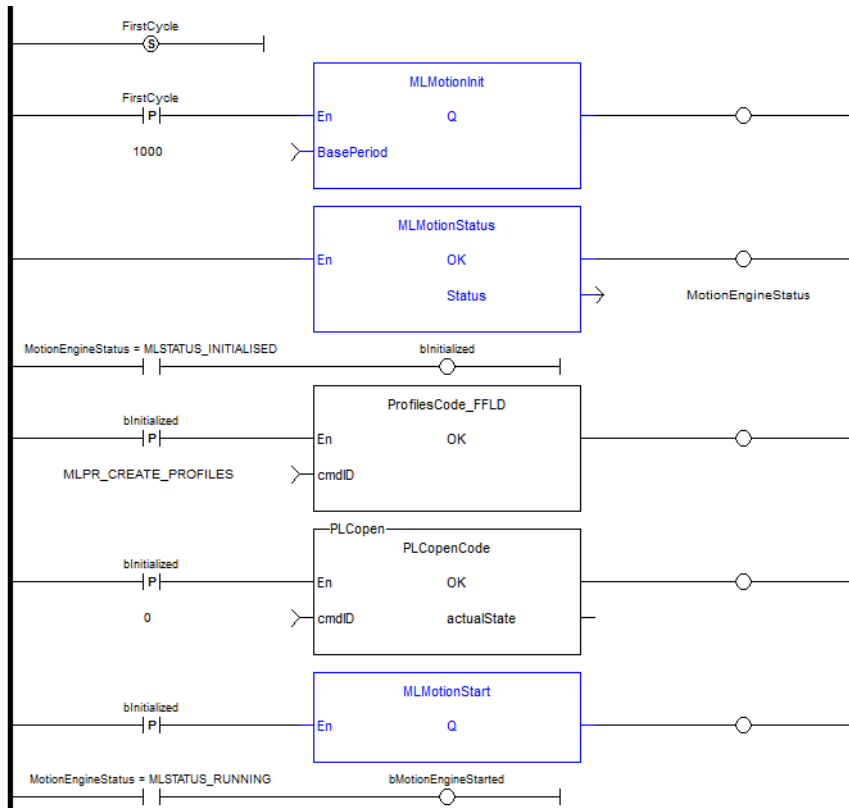 FirstCycle
S
FirstCycle
P
MLMotionInit
En Q
1000
BasePeriod
MLMotionStatus
En OK
Status
MotionEngineStatus
MotionEngineStatus = MLSTATUS_INITIALISED
bInitialized
ProfilesCode_FFLD
bInitialized
P
En OK
MLPR_CREATE_PROFILES
cmdID
PLCopen
PLCopenCode
bInitialized
P
En OK
0
cmdID actualState
MLMotionStart
bInitialized
P
En Q
MotionEngineStatus = MLSTATUS_RUNNING
bMotionEngineStarted